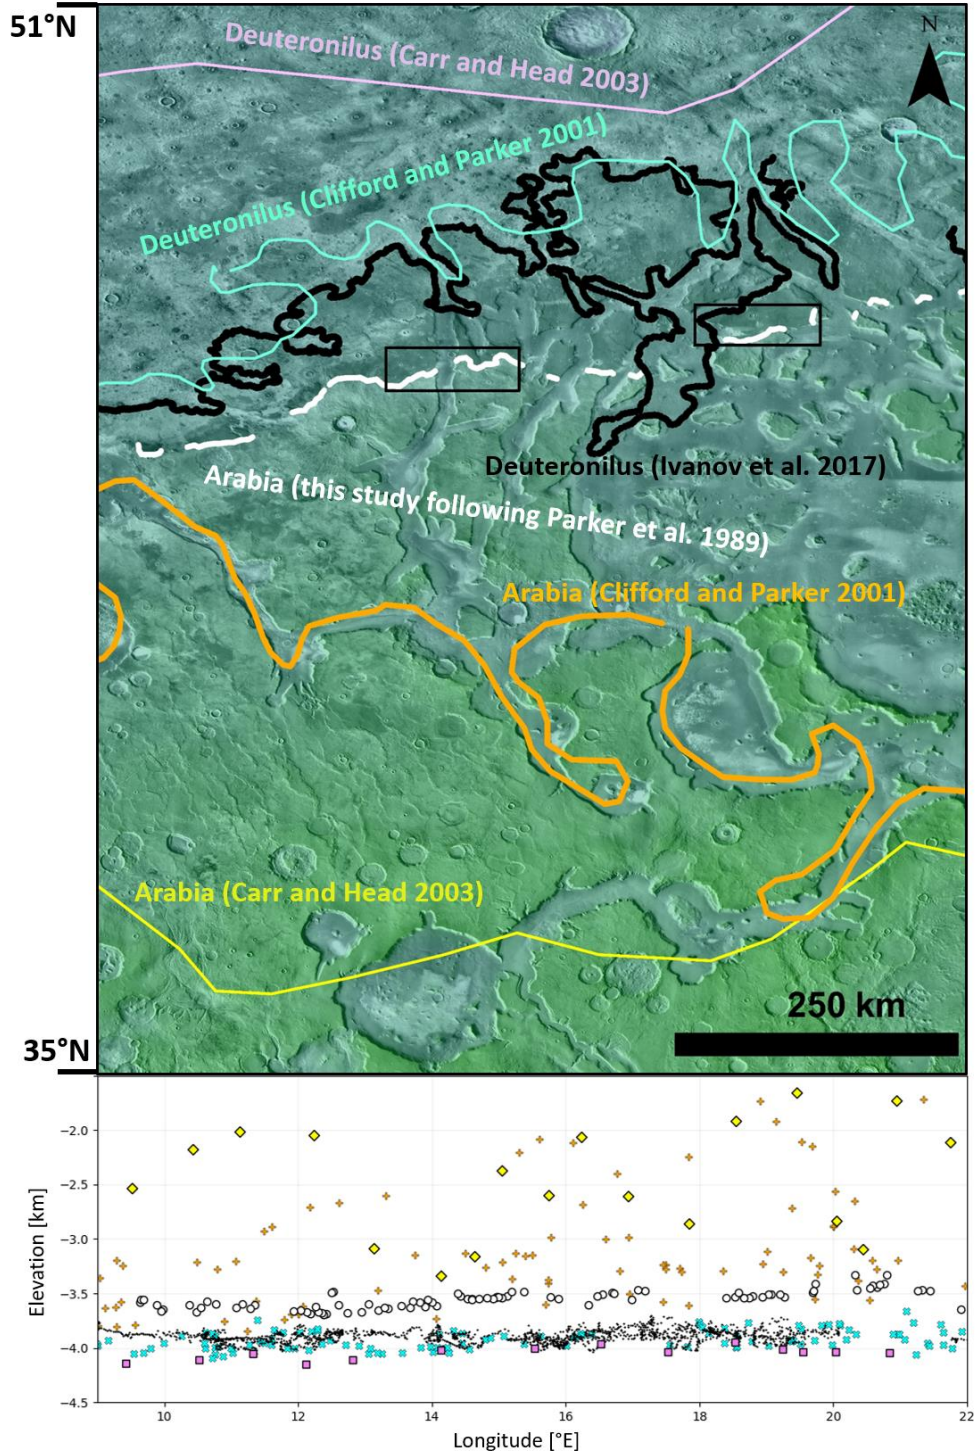 51°N
N
Deuteronilus (Carr and Head 2003)
Deuteronilus (Clifford and Parker 2001)
Deuteronilus (Ivanov et al. 2017)
Arabia (this study following Parker et al. 1989)
Arabia (Clifford and Parker 2001)
Arabia (Carr and Head 2003)
250 km
35°N
−2.0
−2.5
−3.0
−3.5
−4.0
−4.5
Elevation [km]
10 12 14 16 18 20 22
Longitude [°E]